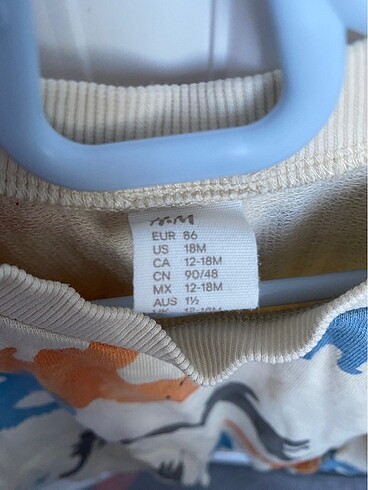 H&M
EUR 86
US 18M
CA 12-18M
CN 90/48
MX 12-18M
AUS 1½